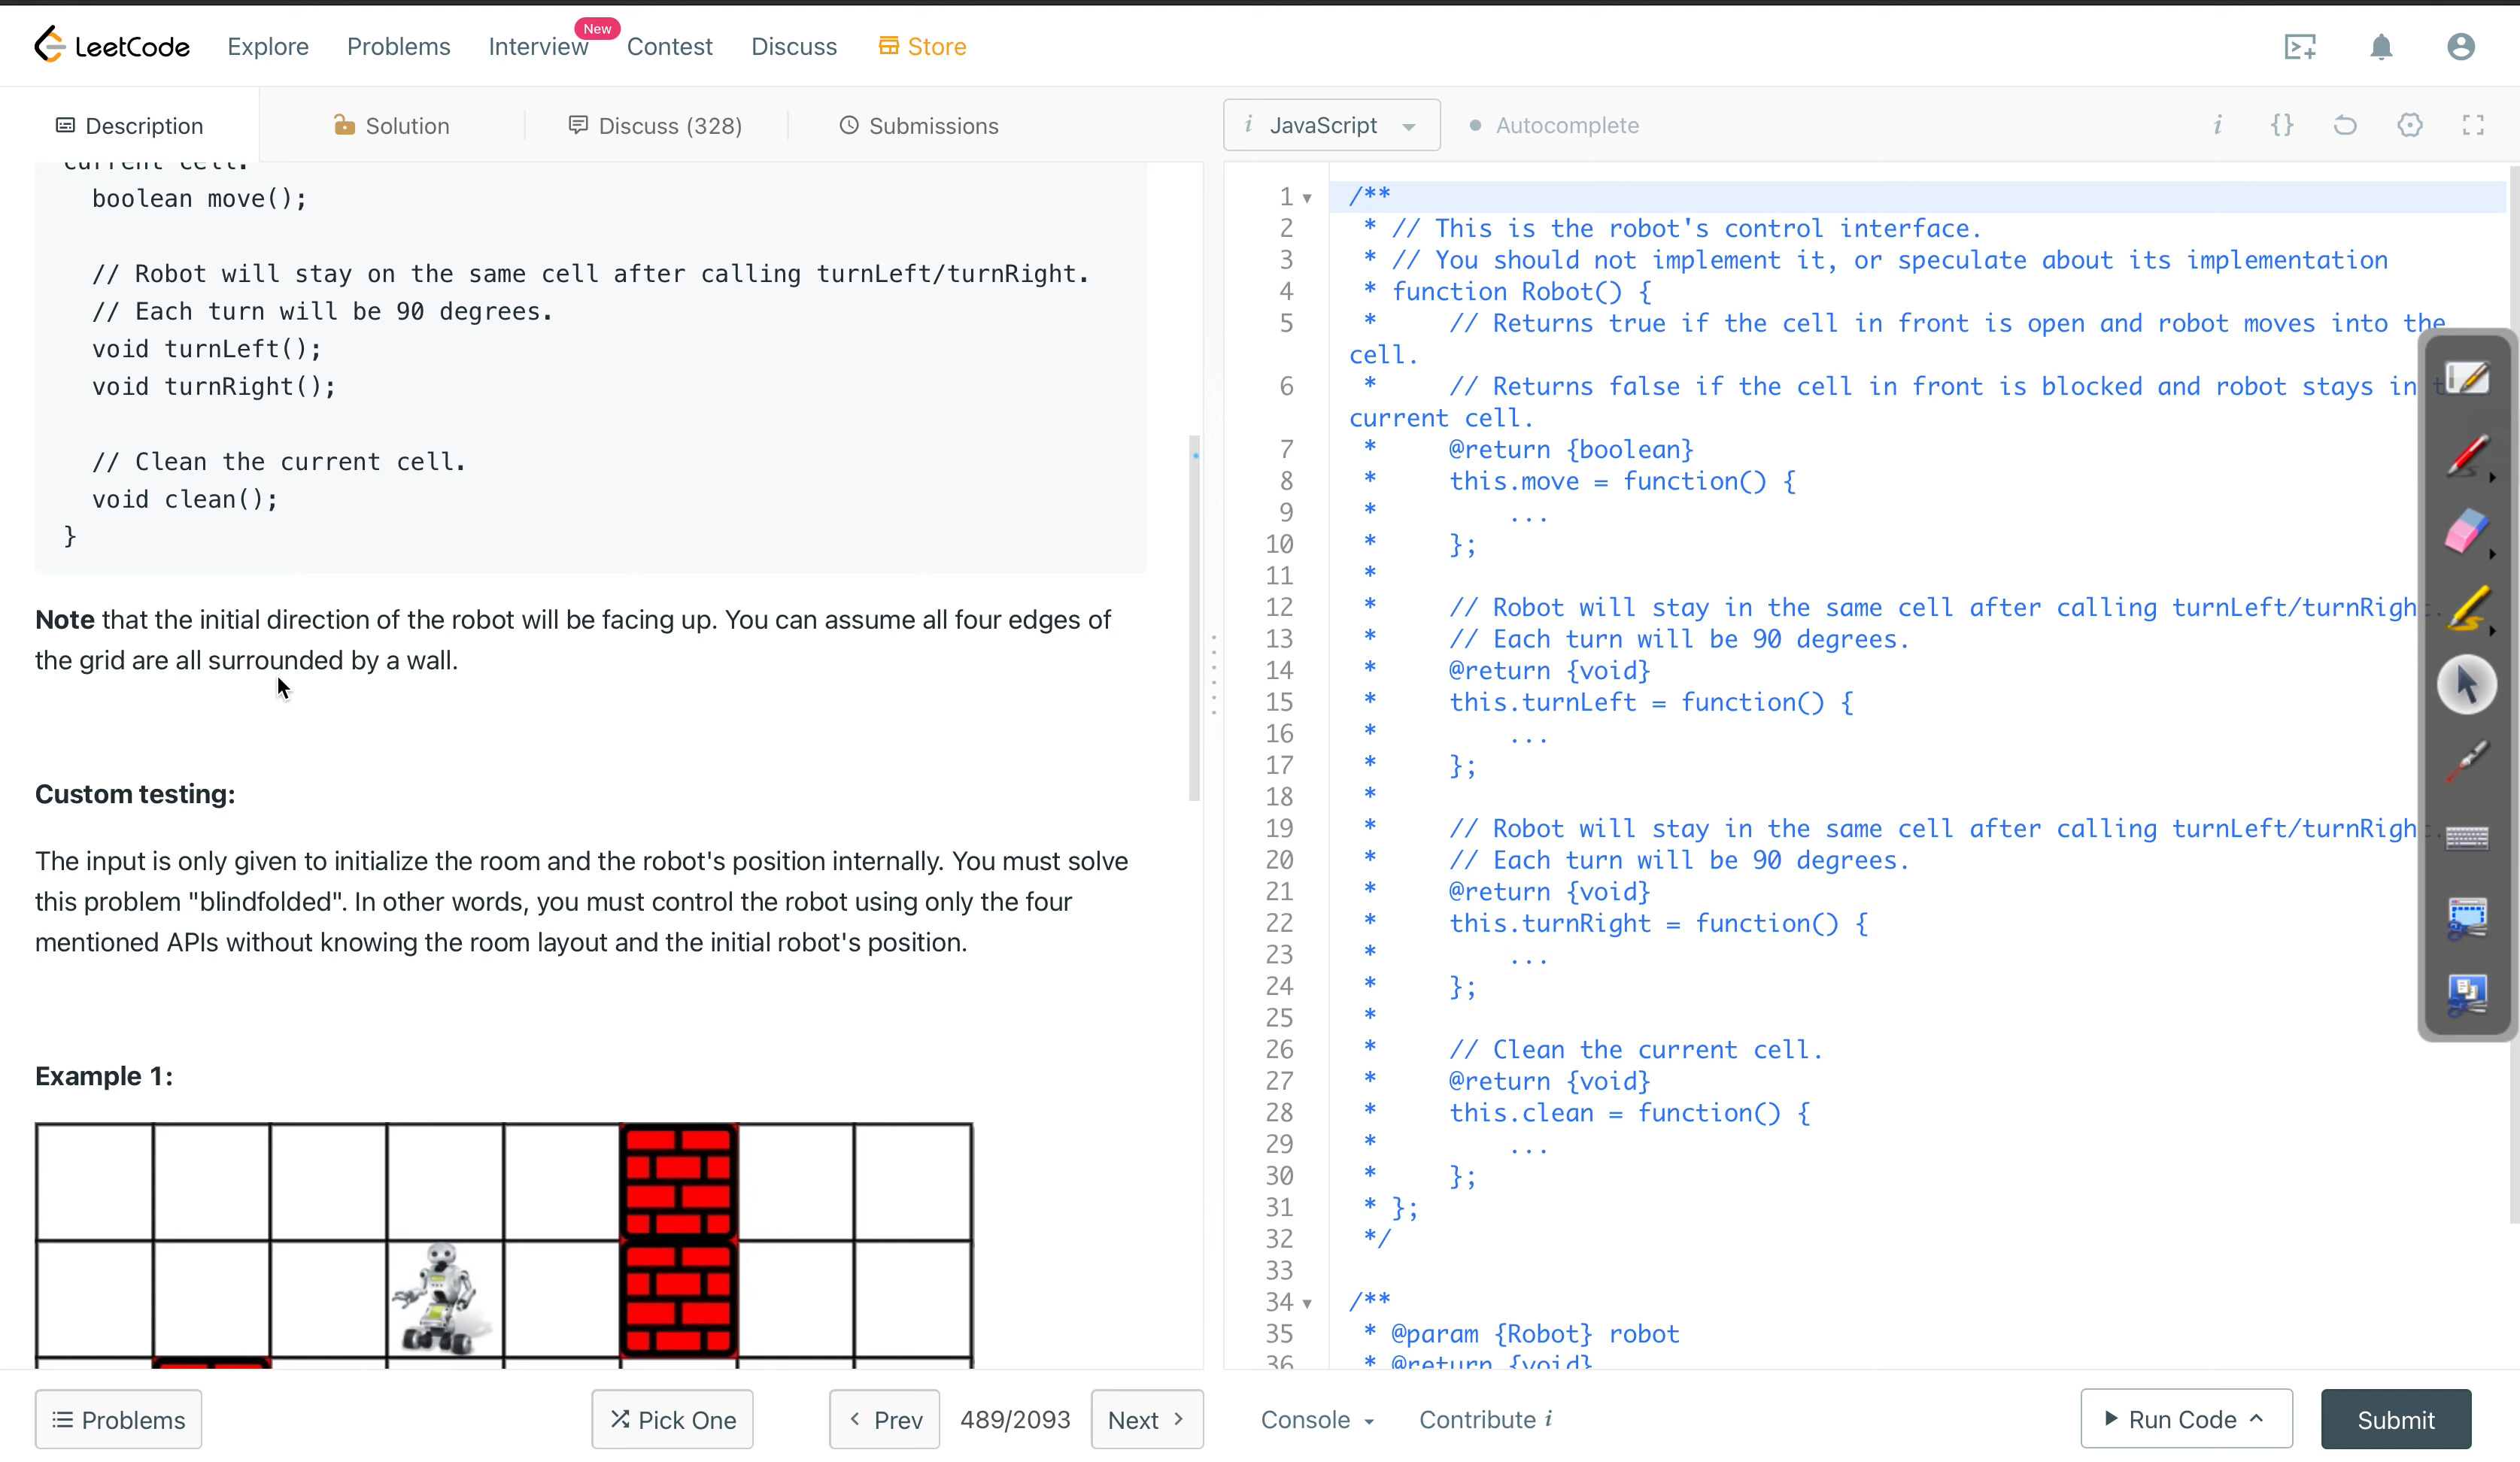 LeetCode
Explore
Problems
Interview
New
Contest
Discuss
Store
Description
Solution
Discuss (328)
Submissions
current cell.
boolean move();
// Robot will stay on the same cell after calling turnLeft/turnRight.
// Each turn will be 90 degrees.
void turnLeft();
void turnRight();
// Clean the current cell.
void clean();
}
Note that the initial direction of the robot will be facing up. You can assume all four edges of
the grid are all surrounded by a wall.
Custom testing:
The input is only given to initialize the room and the robot's position internally. You must solve
this problem "blindfolded". In other words, you must control the robot using only the four
mentioned APIs without knowing the room layout and the initial robot's position.
Example 1:
Problems
Pick One
Prev
489/2093
Next
i JavaScript
Autocomplete
i {}
1 /**
2 * // This is the robot's control interface.
3 * // You should not implement it, or speculate about its implementation
4 * function Robot() {
5 * // Returns true if the cell in front is open and robot moves into the
cell.
6 * // Returns false if the cell in front is blocked and robot stays in t
current cell.
7 * @return {boolean}
8 * this.move = function() {
9 * ...
10 * };
11 *
12 * // Robot will stay in the same cell after calling turnLeft/turnRight.
13 * // Each turn will be 90 degrees.
14 * @return {void}
15 * this.turnLeft = function() {
16 * ...
17 * };
18 *
19 * // Robot will stay in the same cell after calling turnLeft/turnRight.
20 * // Each turn will be 90 degrees.
21 * @return {void}
22 * this.turnRight = function() {
23 * ...
24 * };
25 *
26 * // Clean the current cell.
27 * @return {void}
28 * this.clean = function() {
29 * ...
30 * };
31 * };
32 */
33
34 /**
35 * @param {Robot} robot
36 * @return {void}
Console
Contribute i
Run Code
Submit